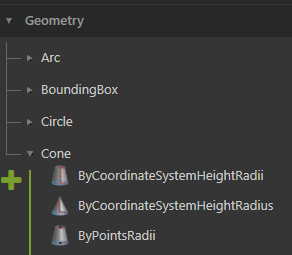 Geometry
Arc
BoundingBox
Circle
Cone
ByCoordinateSystemHeightRadii
ByCoordinateSystemHeightRadius
ByPointsRadii